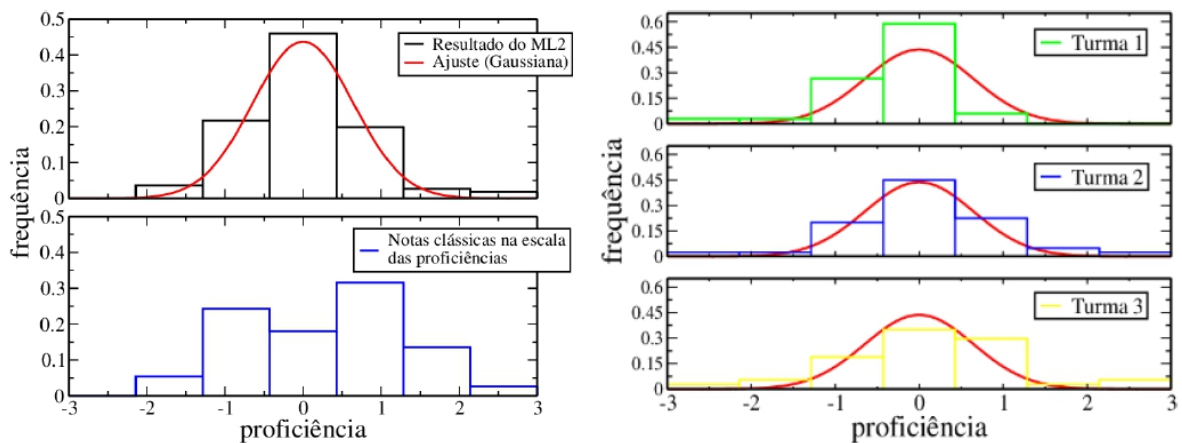 0.5
0.4
0.3
0.2
0.1
0
Resultado do ML2
Ajuste (Gaussiana)
frequência
0.5
0.4
0.3
0.2
0.1
0
Notas clássicas na escala
das proficiências
-3 -2 -1 0 1 2 3
proficiência
0.6
0.45
0.3
0.15
0
Turma 1
frequência
0.6
0.45
0.3
0.15
0
Turma 2
0.6
0.45
0.3
0.15
0
Turma 3
-3 -2 -1 0 1 2 3
proficiência